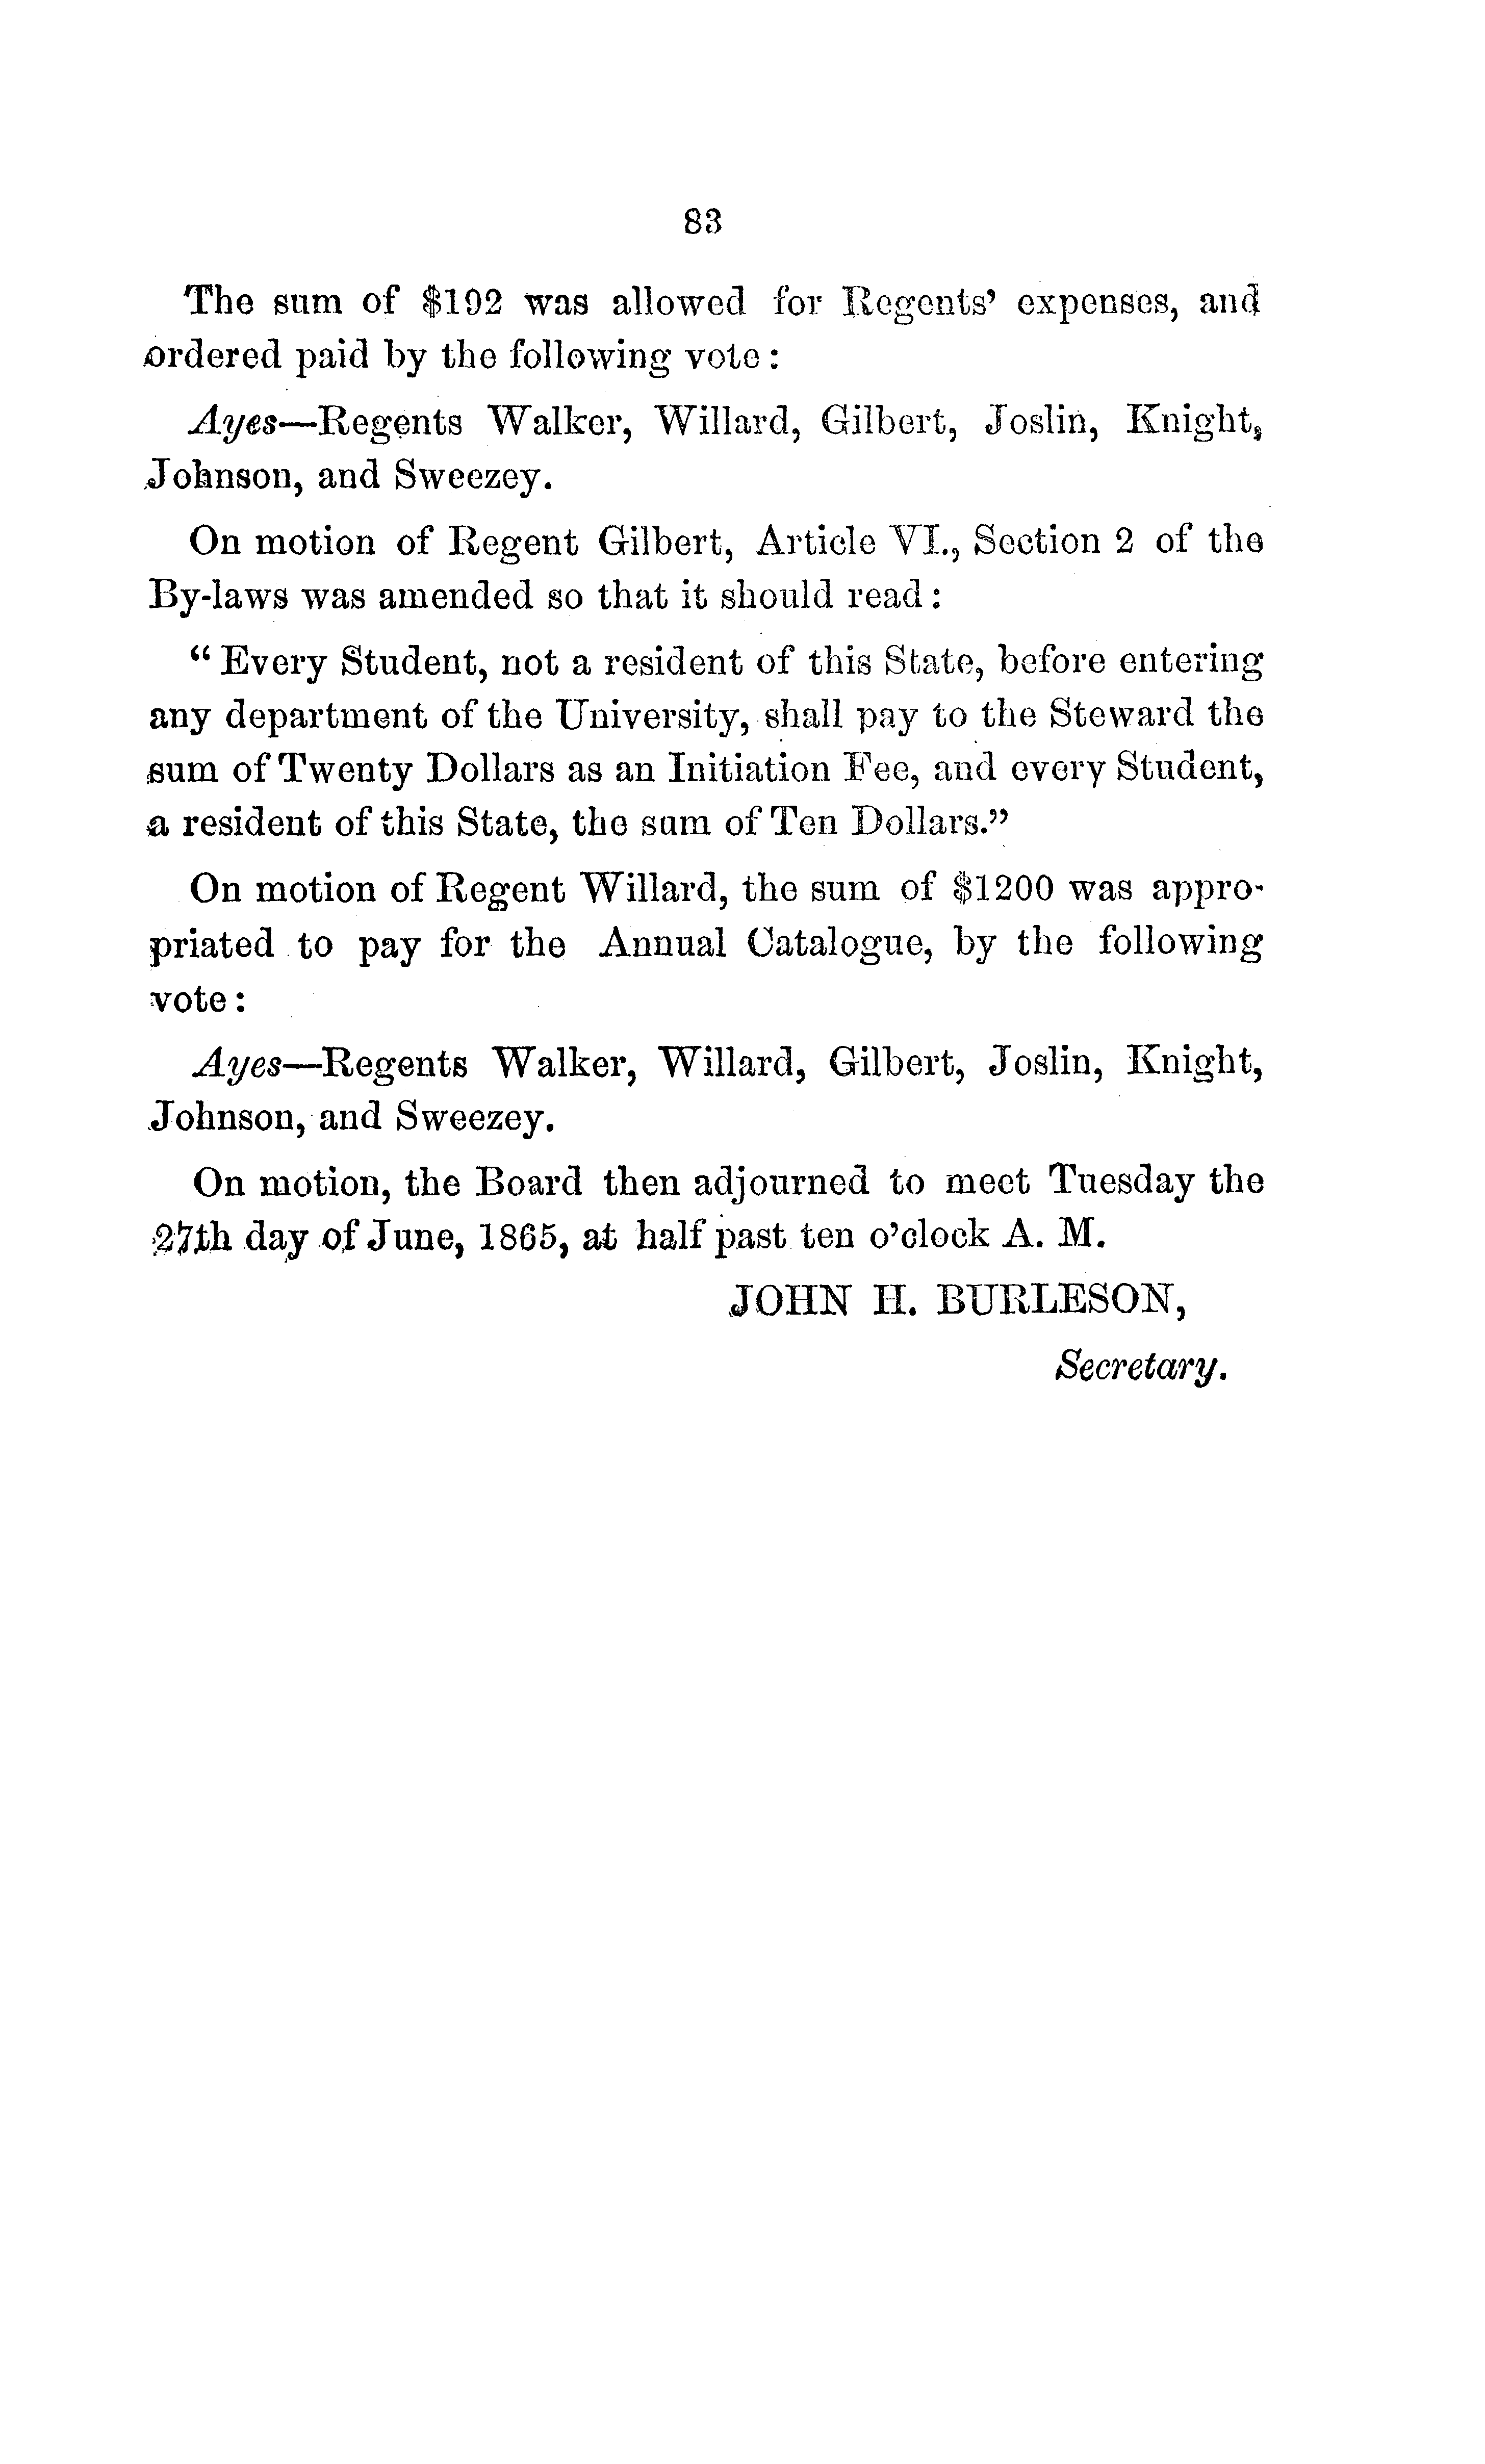 83
The sum of $192 was allowed for Regents' expenses, and
ordered paid by the following vote:
Ayes—Regents Walker, Willard, Gilbert, Joslin, Knight,
Johnson, and Sweezey.
On motion of Regent Gilbert, Article VI., Section 2 of the
By-laws was amended so that it should read:
"Every Student, not a resident of this State, before entering
any department of the University, shall pay to the Steward the
sum of Twenty Dollars as an Initiation Fee, and every Student,
a resident of this State, the sum of Ten Dollars."
On motion of Regent Willard, the sum of $1200 was appro-
priated to pay for the Annual Catalogue, by the following
vote:
Ayes—Regents Walker, Willard, Gilbert, Joslin, Knight,
Johnson, and Sweezey.
On motion, the Board then adjourned to meet Tuesday the
27th day of June, 1865, at half past ten o'clock A. M.
JOHN H. BURLESON,
Secretary.